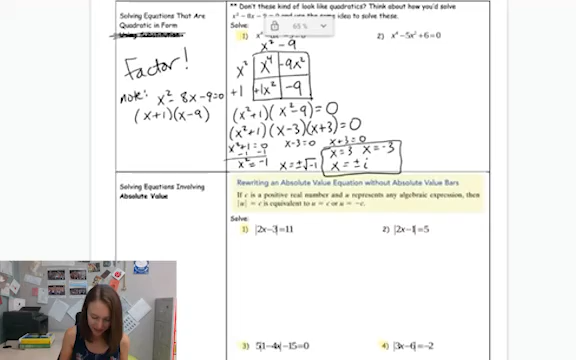 Solving Equations That Are
Quadratic in Form
Factor!
note: x² - 8x - 9 = 0
(x+1)(x-9)
** Don't these kind of look like quadratics? Think about how you'd solve
x² - 8x - 9 = 0 and use the same idea to solve these.
Solve:
65 %
1)
x² - 9
x² x⁴ -9x²
+1 +1x² -9
(x²+1)(x²-9)=0
(x²+1)(x-3)(x+3)=0
x²+1=0 x-3=0 x+3=0
-1 -1
x²=-1 x=±√-1
x=3 x=-3
x=±i
2) x⁴-5x²+6=0
Solving Equations Involving
Absolute Value
Rewriting an Absolute Value Equation without Absolute Value Bars
If c is a positive real number and u represents any algebraic expression, then
|u| = c is equivalent to u = c or u = -c.
Solve:
1) |2x-3|=11
2) |2x-1|=5
3) 5|1-4x|-15=0
4) |3x-6|=-2